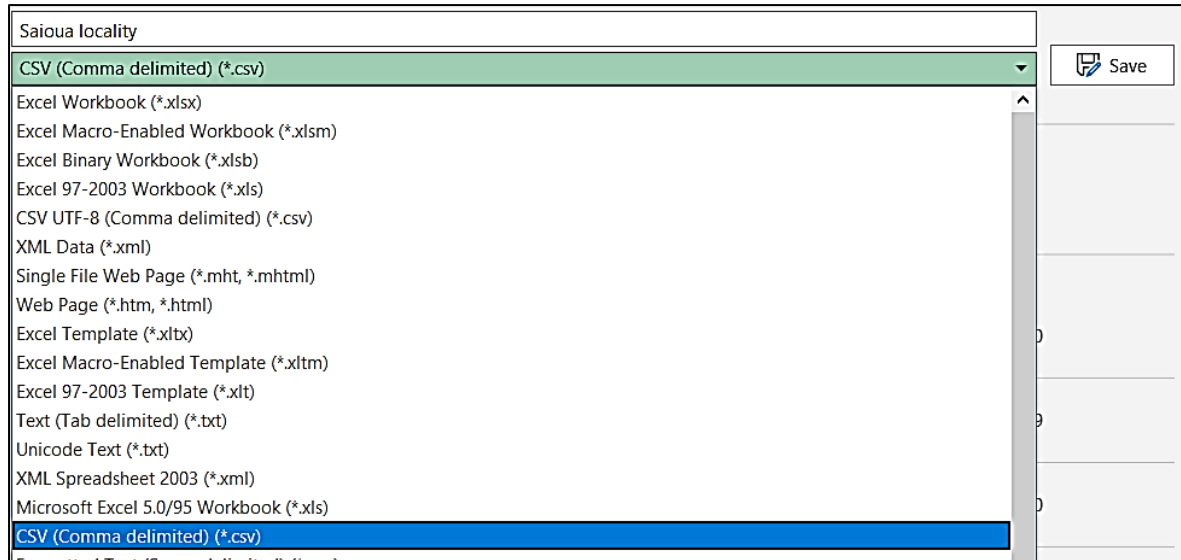 Saioua locality
CSV (Comma delimited) (*.csv)
Save
Excel Workbook (*.xlsx)
Excel Macro-Enabled Workbook (*.xlsm)
Excel Binary Workbook (*.xlsb)
Excel 97-2003 Workbook (*.xls)
CSV UTF-8 (Comma delimited) (*.csv)
XML Data (*.xml)
Single File Web Page (*.mht, *.mhtml)
Web Page (*.htm, *.html)
Excel Template (*.xltx)
Excel Macro-Enabled Template (*.xltm)
Excel 97-2003 Template (*.xlt)
Text (Tab delimited) (*.txt)
Unicode Text (*.txt)
XML Spreadsheet 2003 (*.xml)
Microsoft Excel 5.0/95 Workbook (*.xls)
CSV (Comma delimited) (*.csv)